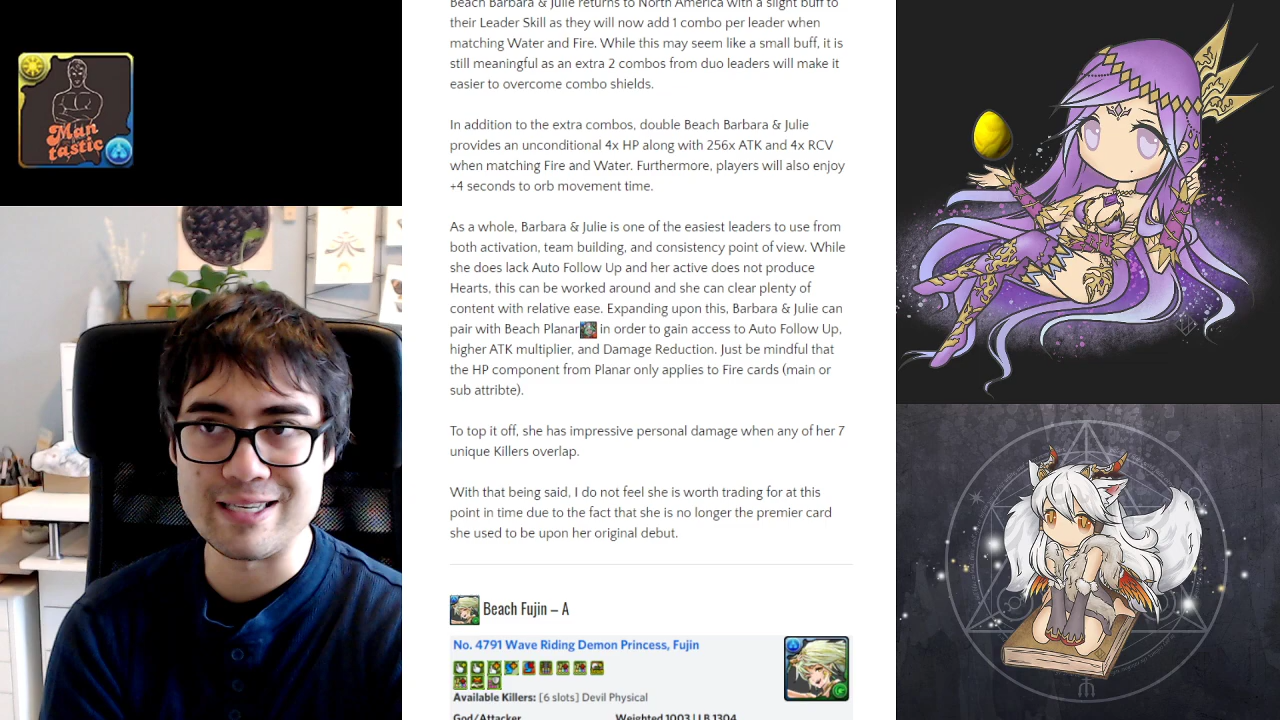 Man
tastic
Beach Barbara & Julie returns to North America with a slight buff to
their Leader Skill as they will now add 1 combo per leader when
matching Water and Fire. While this may seem like a small buff, it is
still meaningful as an extra 2 combos from duo leaders will make it
easier to overcome combo shields.
In addition to the extra combos, double Beach Barbara & Julie
provides an unconditional 4x HP along with 256x ATK and 4x RCV
when matching Fire and Water. Furthermore, players will also enjoy
+4 seconds to orb movement time.
As a whole, Barbara & Julie is one of the easiest leaders to use from
both activation, team building, and consistency point of view. While
she does lack Auto Follow Up and her active does not produce
Hearts, this can be worked around and she can clear plenty of
content with relative ease. Expanding upon this, Barbara & Julie can
pair with Beach Planar in order to gain access to Auto Follow Up,
higher ATK multiplier, and Damage Reduction. Just be mindful that
the HP component from Planar only applies to Fire cards (main or
sub attribte).
To top it off, she has impressive personal damage when any of her 7
unique Killers overlap.
With that being said, I do not feel she is worth trading for at this
point in time due to the fact that she is no longer the premier card
she used to be upon her original debut.
Beach Fujin – A
No. 4791 Wave Riding Demon Princess, Fujin
Available Killers: [6 slots] Devil Physical
God/Attacker Weighted 1003 | LB 1304